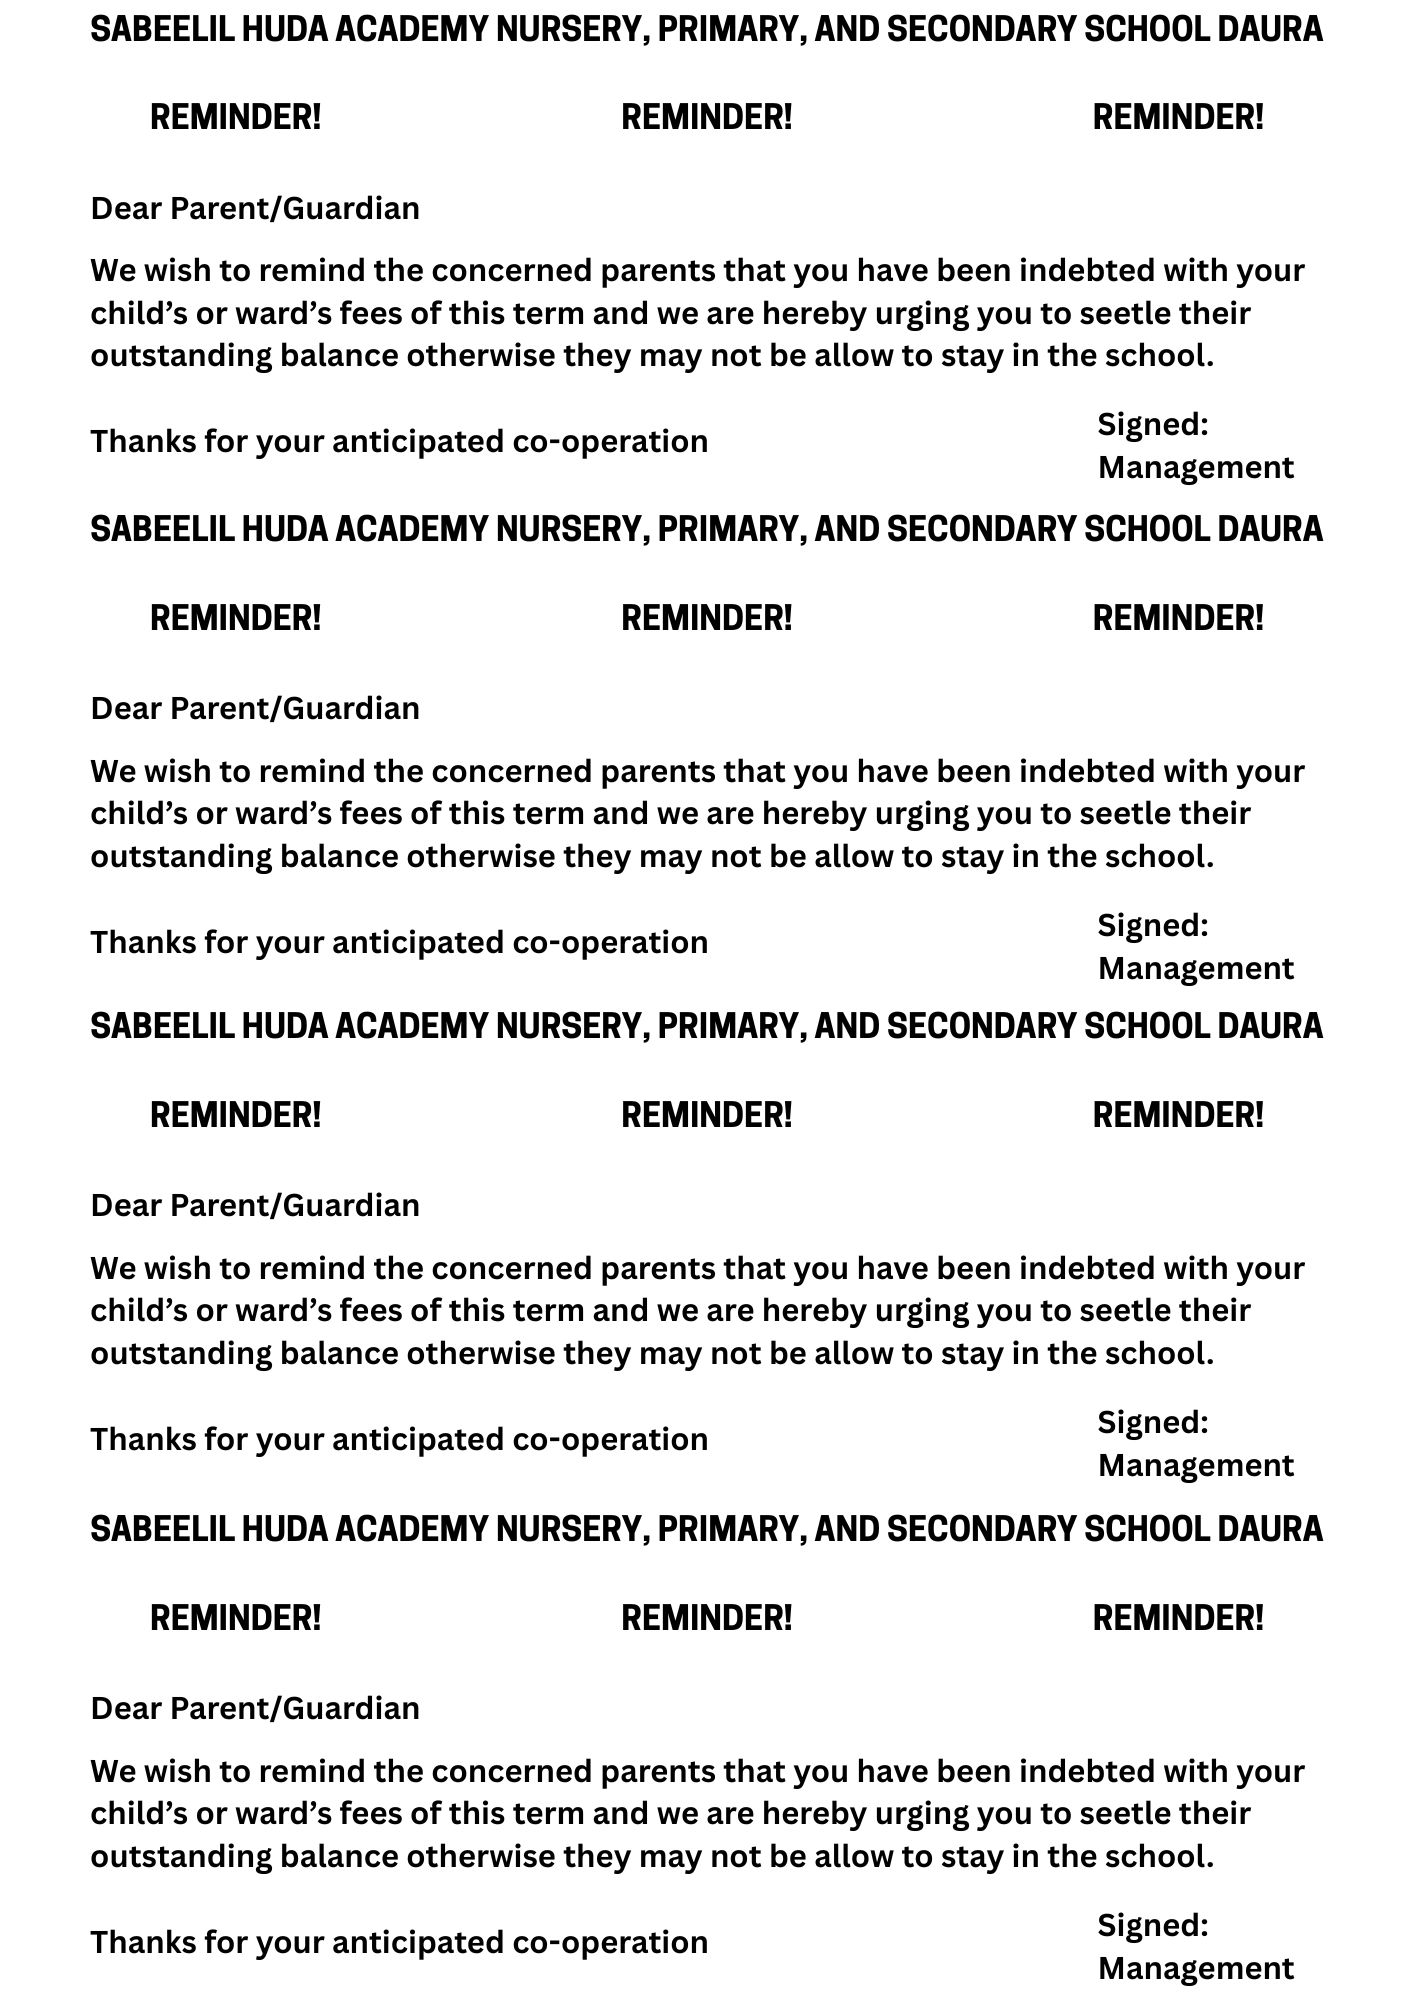 SABEELIL HUDA ACADEMY NURSERY, PRIMARY, AND SECONDARY SCHOOL DAURA
REMINDER! REMINDER! REMINDER!
Dear Parent/Guardian
We wish to remind the concerned parents that you have been indebted with your
child’s or ward’s fees of this term and we are hereby urging you to seetle their
outstanding balance otherwise they may not be allow to stay in the school.
Thanks for your anticipated co-operation
Signed:
Management
SABEELIL HUDA ACADEMY NURSERY, PRIMARY, AND SECONDARY SCHOOL DAURA
REMINDER! REMINDER! REMINDER!
Dear Parent/Guardian
We wish to remind the concerned parents that you have been indebted with your
child’s or ward’s fees of this term and we are hereby urging you to seetle their
outstanding balance otherwise they may not be allow to stay in the school.
Thanks for your anticipated co-operation
Signed:
Management
SABEELIL HUDA ACADEMY NURSERY, PRIMARY, AND SECONDARY SCHOOL DAURA
REMINDER! REMINDER! REMINDER!
Dear Parent/Guardian
We wish to remind the concerned parents that you have been indebted with your
child’s or ward’s fees of this term and we are hereby urging you to seetle their
outstanding balance otherwise they may not be allow to stay in the school.
Thanks for your anticipated co-operation
Signed:
Management
SABEELIL HUDA ACADEMY NURSERY, PRIMARY, AND SECONDARY SCHOOL DAURA
REMINDER! REMINDER! REMINDER!
Dear Parent/Guardian
We wish to remind the concerned parents that you have been indebted with your
child’s or ward’s fees of this term and we are hereby urging you to seetle their
outstanding balance otherwise they may not be allow to stay in the school.
Thanks for your anticipated co-operation
Signed:
Management